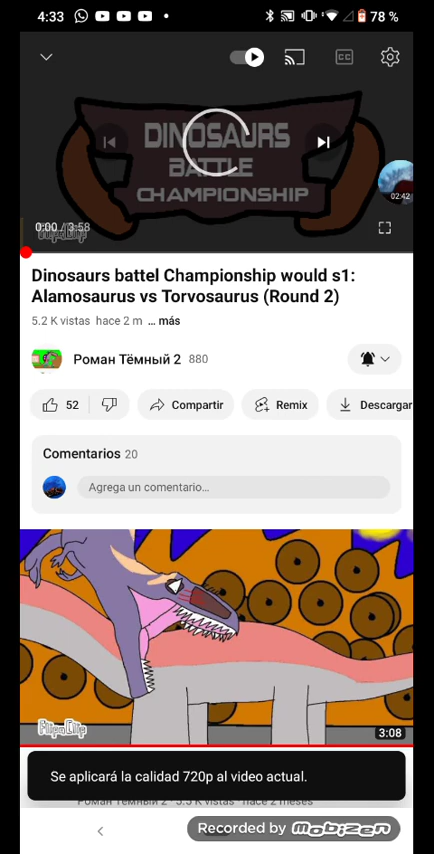 4:33
78 %
CC
DINOSAURS
BATTLE
CHAMPIONSHIP
02:42
0:00 / 3:58
FlipaClip
Dinosaurs battel Championship would s1:
Alamosaurus vs Torvosaurus (Round 2)
5.2 K vistas hace 2 m ... más
Роман Тёмный 2 880
52
Compartir
Remix
Descargar
Comentarios 20
Agrega un comentario...
FlipaClip
3:08
Se aplicará la calidad 720p al video actual.
Роман Тёмный 2 · 5.5 K vistas · hace 2 meses
Recorded by mobizen